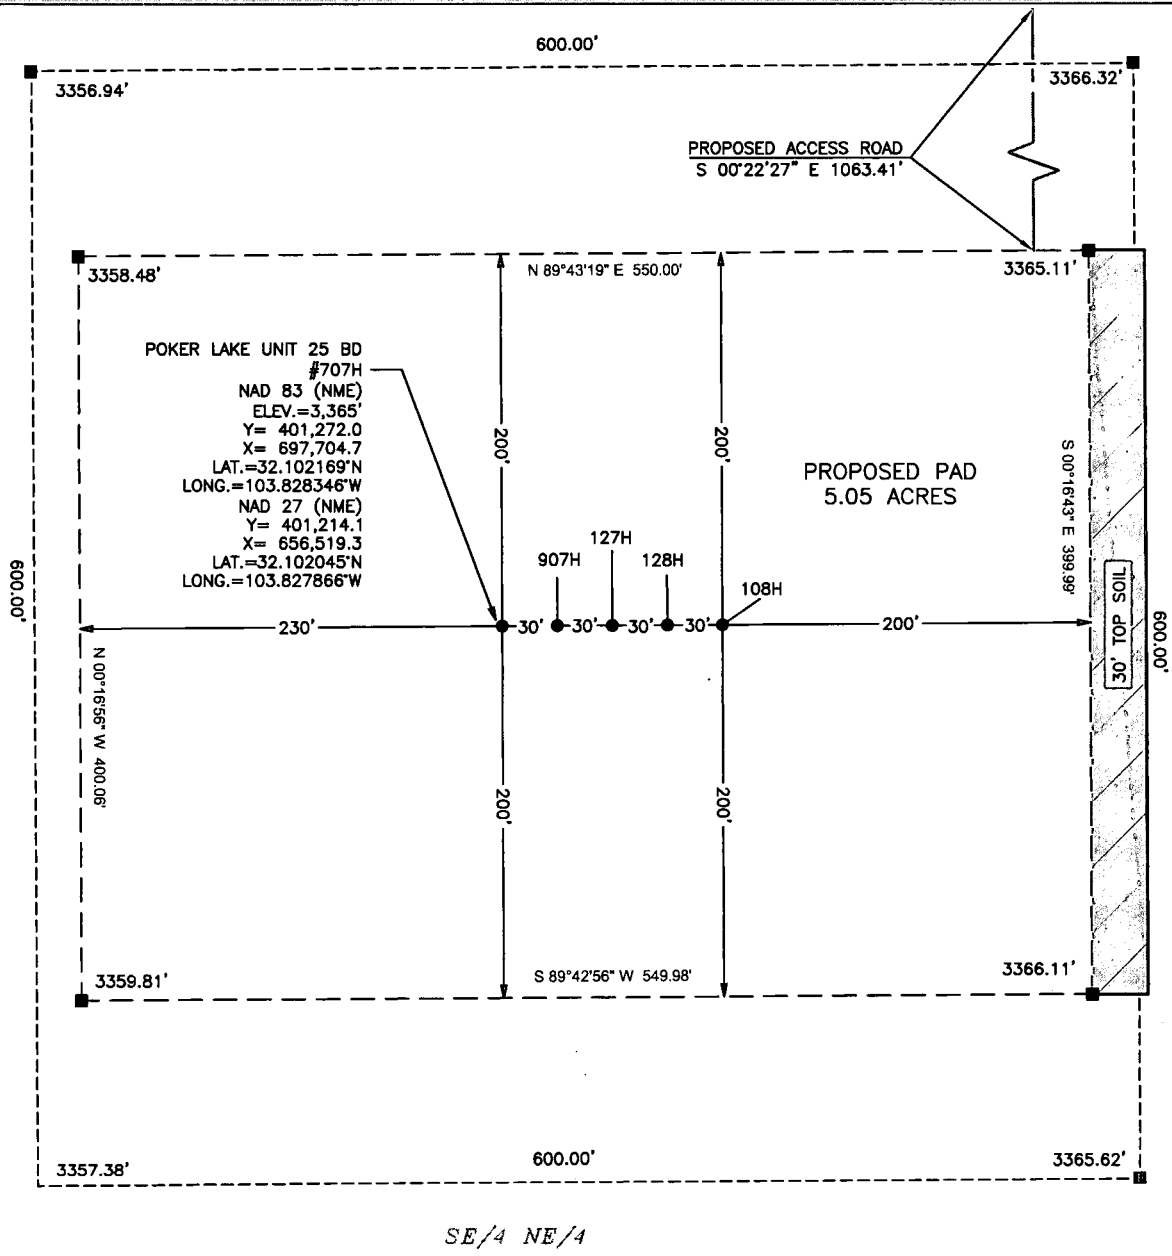 600.00'
3356.94'
3366.32'
PROPOSED ACCESS ROAD
S 00°22'27" E 1063.41'
3358.48'
N 89°43'19" E 550.00'
3365.11'
POKER LAKE UNIT 25 BD
#707H
NAD 83 (NME)
ELEV.=3,365'
Y= 401,272.0
X= 697,704.7
LAT.=32.102169°N
LONG.=103.828346°W
NAD 27 (NME)
Y= 401,214.1
X= 656,519.3
LAT.=32.102045°N
LONG.=103.827866°W
200'
200'
PROPOSED PAD
5.05 ACRES
S 00°16'43" E 399.99'
600.00'
907H
127H
128H
108H
30' TOP SOIL
600.00'
230'
30'
30'
30'
30'
200'
N 00°16'56" W 400.06'
200'
200'
3359.81'
S 89°42'56" W 549.98'
3366.11'
3357.38'
600.00'
3365.62'
SE/4 NE/4